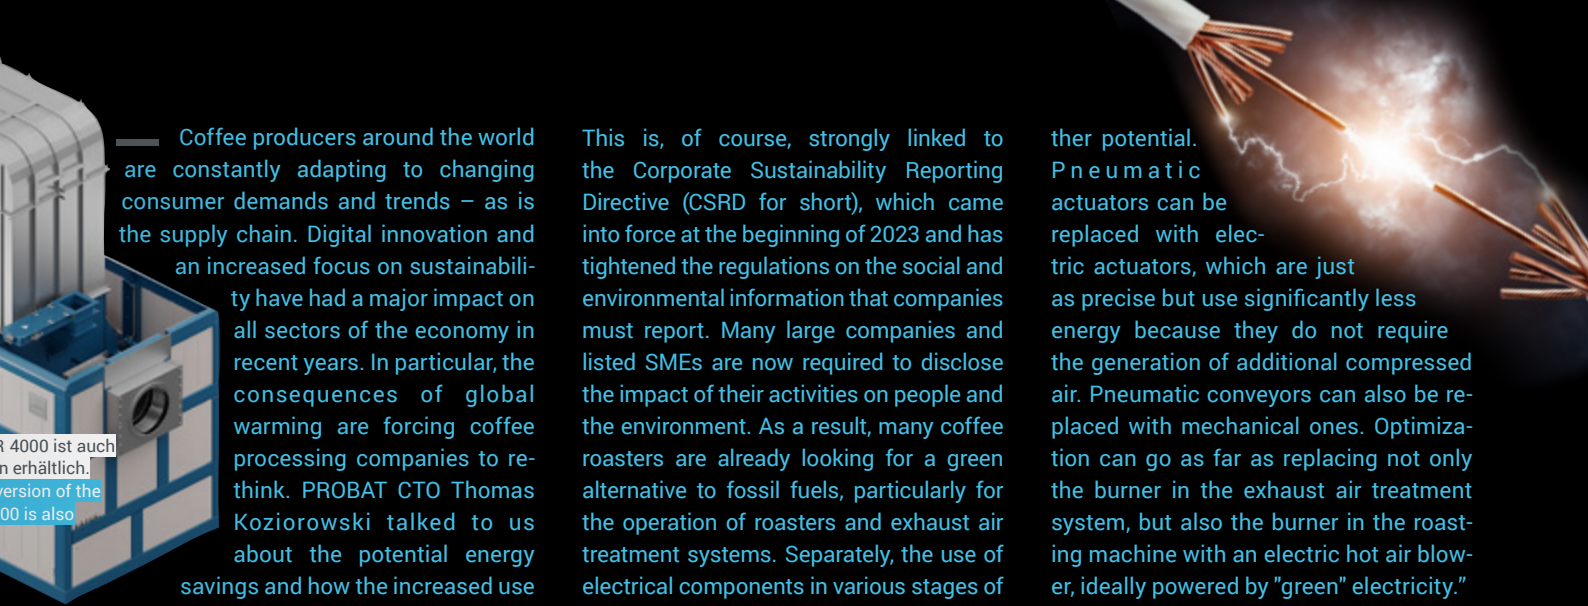 Coffee producers around the world
are constantly adapting to changing
consumer demands and trends – as is
the supply chain. Digital innovation and
an increased focus on sustainabili-
ty have had a major impact on
all sectors of the economy in
recent years. In particular, the
consequences of global
warming are forcing coffee
processing companies to re-
think. PROBAT CTO Thomas
Koziorowski talked to us
about the potential energy
savings and how the increased use
This is, of course, strongly linked to
the Corporate Sustainability Reporting
Directive (CSRD for short), which came
into force at the beginning of 2023 and has
tightened the regulations on the social and
environmental information that companies
must report. Many large companies and
listed SMEs are now required to disclose
the impact of their activities on people and
the environment. As a result, many coffee
roasters are already looking for a green
alternative to fossil fuels, particularly for
the operation of roasters and exhaust air
treatment systems. Separately, the use of
electrical components in various stages of
ther potential.
Pneumatic
actuators can be
replaced with elec-
tric actuators, which are just
as precise but use significantly less
energy because they do not require
the generation of additional compressed
air. Pneumatic conveyors can also be re-
placed with mechanical ones. Optimiza-
tion can go as far as replacing not only
the burner in the exhaust air treatment
system, but also the burner in the roast-
ing machine with an electric hot air blow-
er, ideally powered by "green" electricity.”
R 4000 ist auch
n erhältlich.
version of the
00 is also